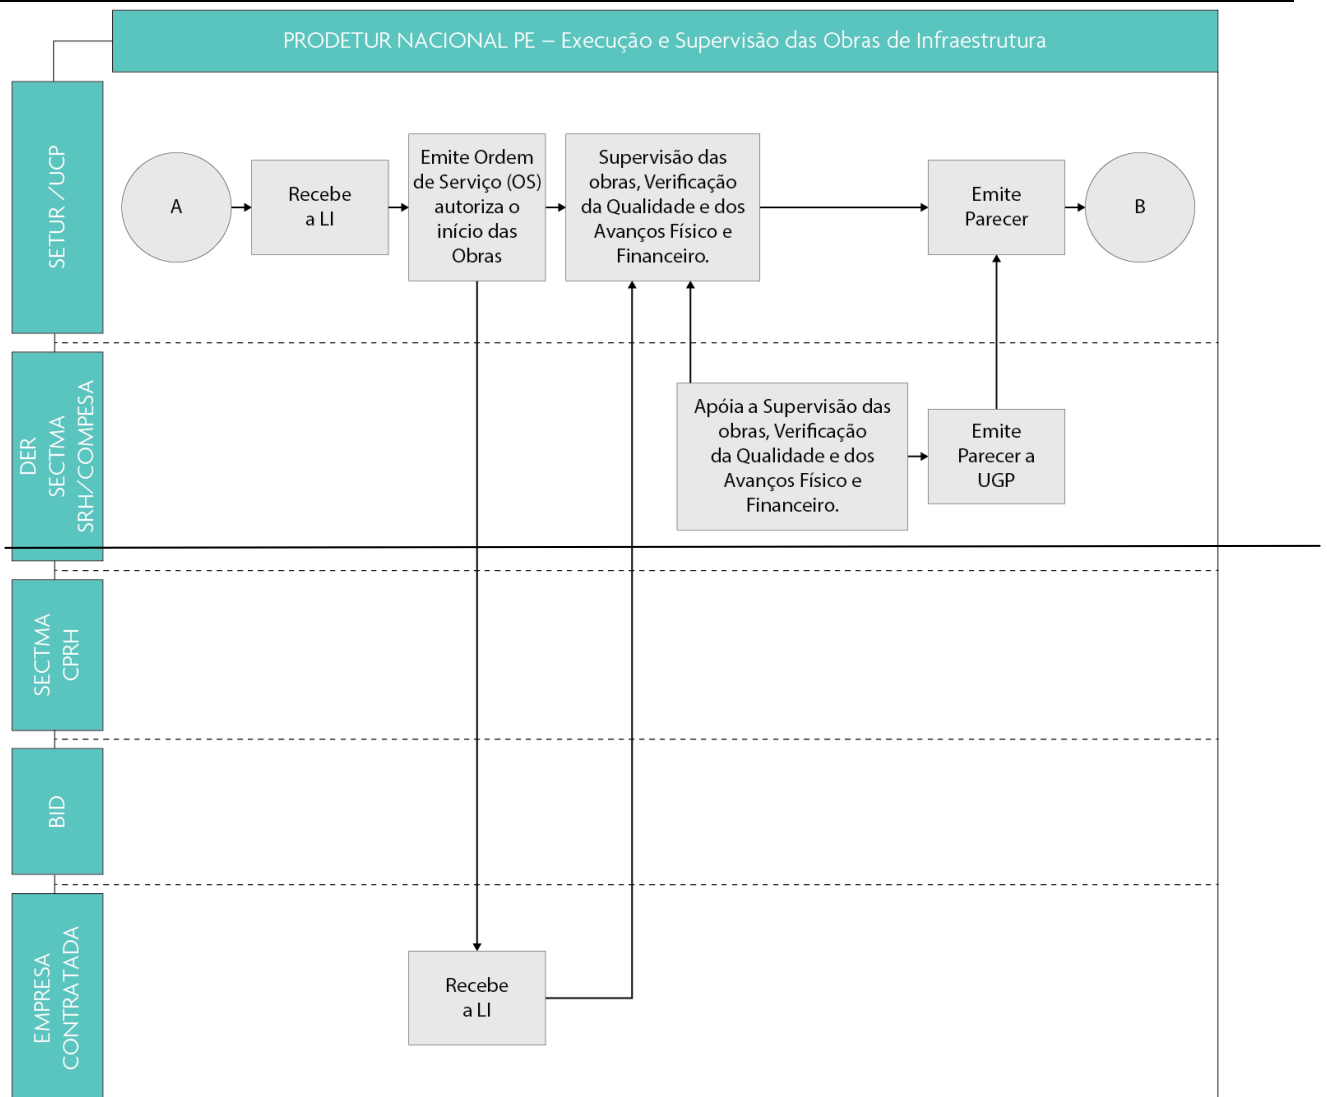 PRODETUR NACIONAL PE – Execução e Supervisão das Obras de Infraestrutura
SETUR /UCP
A
Recebe
a LI
Emite Ordem
de Serviço (OS)
autoriza o
início das
Obras
Supervisão das
obras, Verificação
da Qualidade e dos
Avanços Físico e
Financeiro.
Emite
Parecer
B
DER
SECTMA
SRH/COMPESA
Apóia a Supervisão das
obras, Verificação
da Qualidade e dos
Avanços Físico e
Financeiro.
Emite
Parecer a
UGP
SECTMA
CPRH
BID
EMPRESA
CONTRATADA
Recebe
a LI